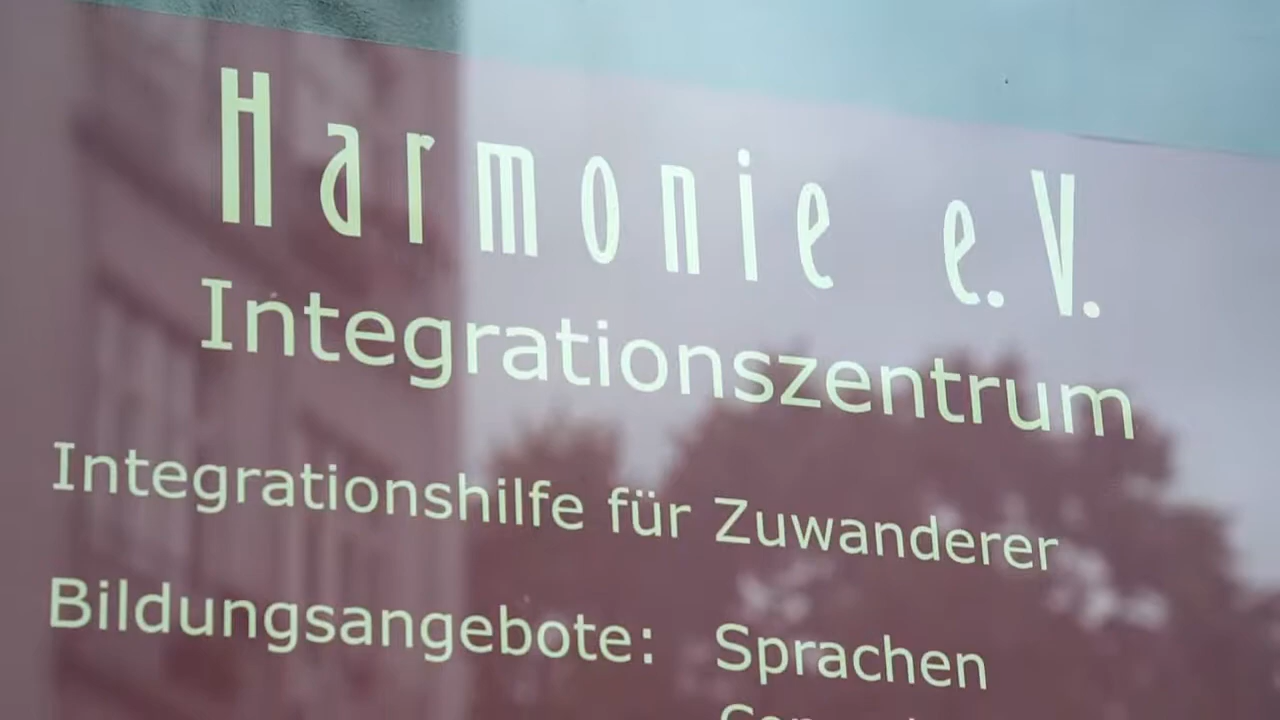 Harmonie e.V.
Integrationszentrum
Integrationshilfe für Zuwanderer
Bildungsangebote: Sprachen